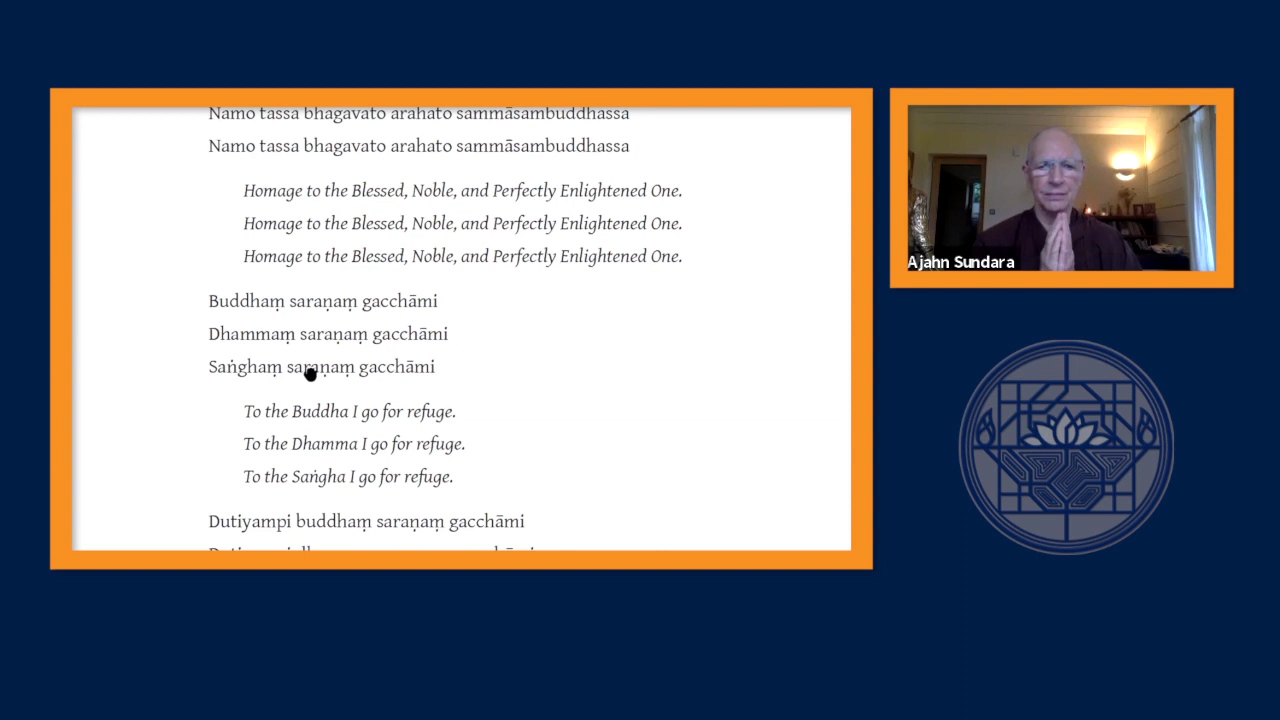 Namo tassa bhagavato arahato sammāsambuddhassa
Namo tassa bhagavato arahato sammāsambuddhassa
Homage to the Blessed, Noble, and Perfectly Enlightened One.
Homage to the Blessed, Noble, and Perfectly Enlightened One.
Homage to the Blessed, Noble, and Perfectly Enlightened One.
Buddhaṃ saraṇaṃ gacchāmi
Dhammaṃ saraṇaṃ gacchāmi
Saṅghaṃ saraṇaṃ gacchāmi
To the Buddha I go for refuge.
To the Dhamma I go for refuge.
To the Saṅgha I go for refuge.
Dutiyampi buddhaṃ saraṇaṃ gacchāmi
Ajahn Sundara